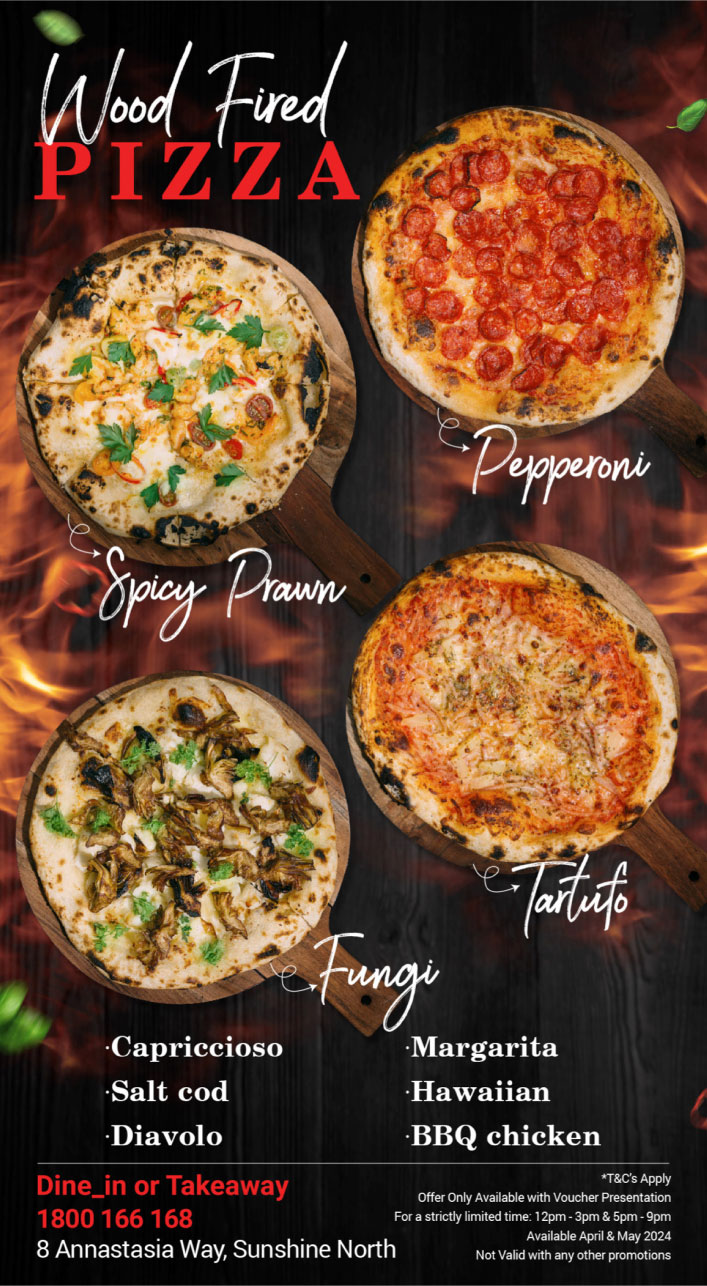 Wood Fired
PIZZA
Pepperoni
Spicy Prawn
Tartufo
Fungi
·Capriccioso
·Salt cod
·Diavolo
·Margarita
·Hawaiian
·BBQ chicken
Dine_in or Takeaway
1800 166 168
8 Annastasia Way, Sunshine North
*T&C's Apply
Offer Only Available with Voucher Presentation
For a strictly limited time: 12pm - 3pm & 5pm - 9pm
Available April & May 2024
Not Valid with any other promotions